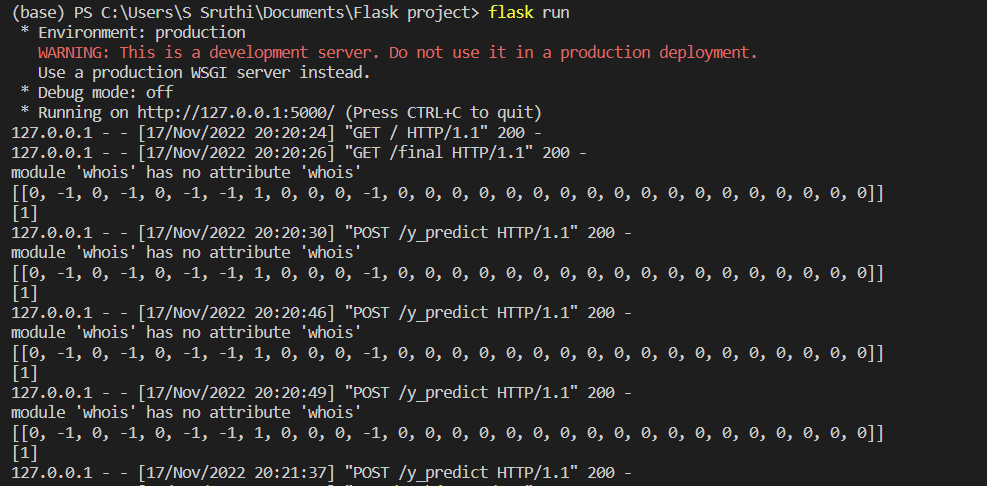 (base) PS C:\Users\S Sruthi\Documents\Flask project> flask run
* Environment: production
WARNING: This is a development server. Do not use it in a production deployment.
Use a production WSGI server instead.
* Debug mode: off
* Running on http://127.0.0.1:5000/ (Press CTRL+C to quit)
127.0.0.1 - - [17/Nov/2022 20:20:24] "GET / HTTP/1.1" 200 -
127.0.0.1 - - [17/Nov/2022 20:20:26] "GET /final HTTP/1.1" 200 -
module 'whois' has no attribute 'whois'
[[0, -1, 0, -1, 0, -1, -1, 1, 0, 0, 0, -1, 0, 0, 0, 0, 0, 0, 0, 0, 0, 0, 0, 0, 0, 0, 0, 0, 0, 0]]
[1]
127.0.0.1 - - [17/Nov/2022 20:20:30] "POST /y_predict HTTP/1.1" 200 -
module 'whois' has no attribute 'whois'
[[0, -1, 0, -1, 0, -1, -1, 1, 0, 0, 0, -1, 0, 0, 0, 0, 0, 0, 0, 0, 0, 0, 0, 0, 0, 0, 0, 0, 0, 0]]
[1]
127.0.0.1 - - [17/Nov/2022 20:20:46] "POST /y_predict HTTP/1.1" 200 -
module 'whois' has no attribute 'whois'
[[0, -1, 0, -1, 0, -1, -1, 1, 0, 0, 0, -1, 0, 0, 0, 0, 0, 0, 0, 0, 0, 0, 0, 0, 0, 0, 0, 0, 0, 0]]
[1]
127.0.0.1 - - [17/Nov/2022 20:20:49] "POST /y_predict HTTP/1.1" 200 -
module 'whois' has no attribute 'whois'
[[0, -1, 0, -1, 0, -1, -1, 1, 0, 0, 0, -1, 0, 0, 0, 0, 0, 0, 0, 0, 0, 0, 0, 0, 0, 0, 0, 0, 0, 0]]
[1]
127.0.0.1 - - [17/Nov/2022 20:21:37] "POST /y_predict HTTP/1.1" 200 -